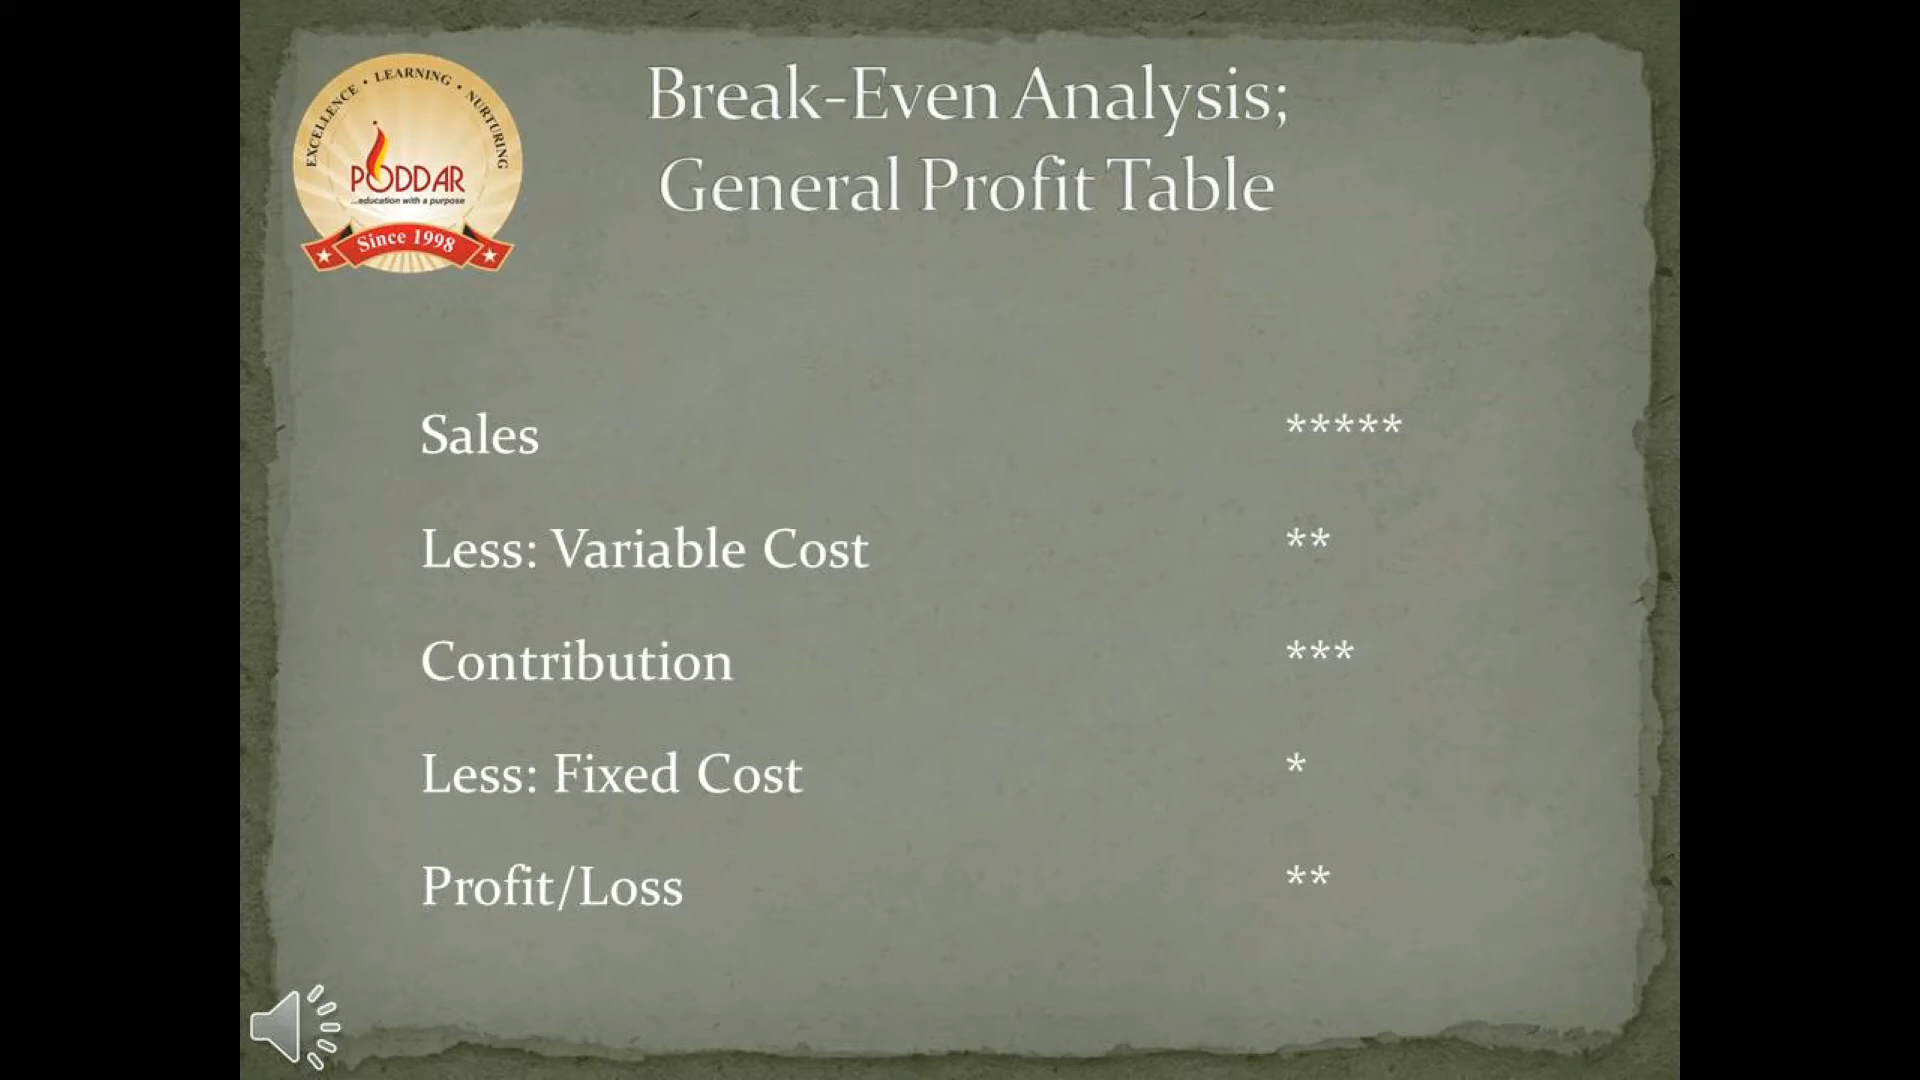 EXCELLENCE • LEARNING • NURTURING
PODDAR
...education with a purpose
Since 1998
Break-Even Analysis;
General Profit Table
Sales *****
Less: Variable Cost **
Contribution ***
Less: Fixed Cost *
Profit/Loss **